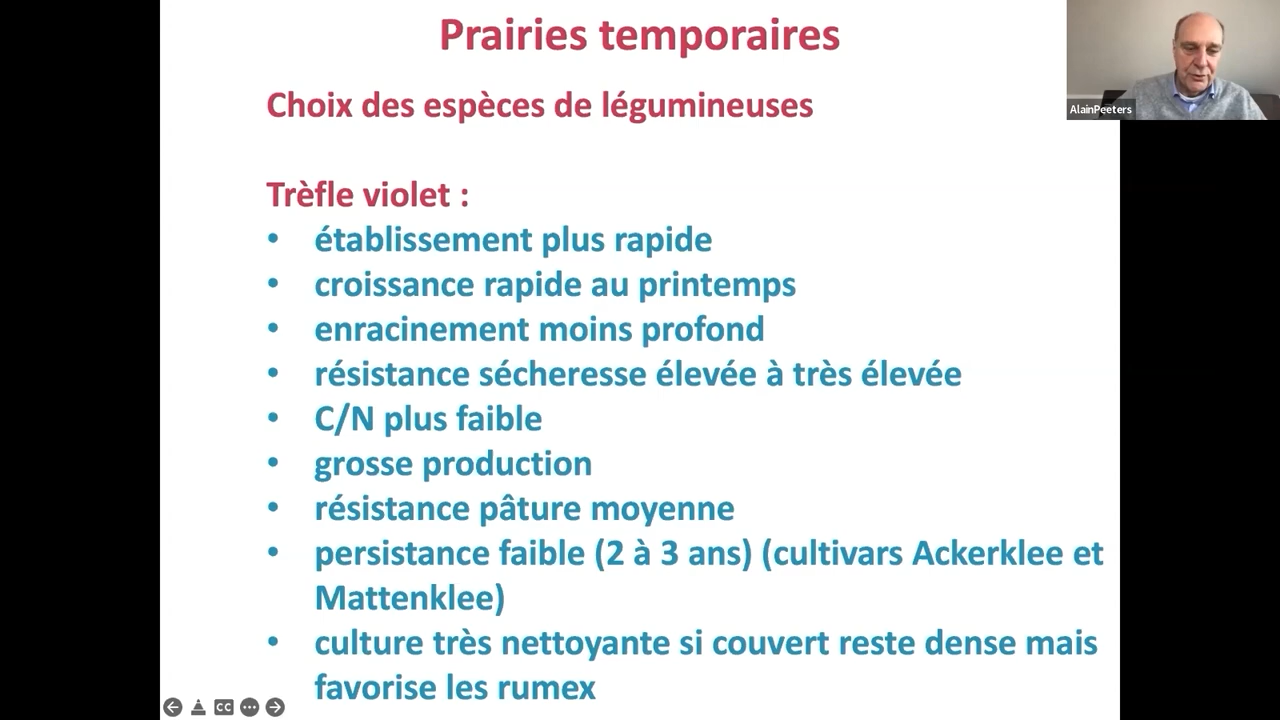 Prairies temporaires
AlainPeeters
Choix des espèces de légumineuses
Trèfle violet :
• établissement plus rapide
• croissance rapide au printemps
• enracinement moins profond
• résistance sécheresse élevée à très élevée
• C/N plus faible
• grosse production
• résistance pâture moyenne
• persistance faible (2 à 3 ans) (cultivars Ackerklee et
Mattenklee)
• culture très nettoyante si couvert reste dense mais
favorise les rumex
CC